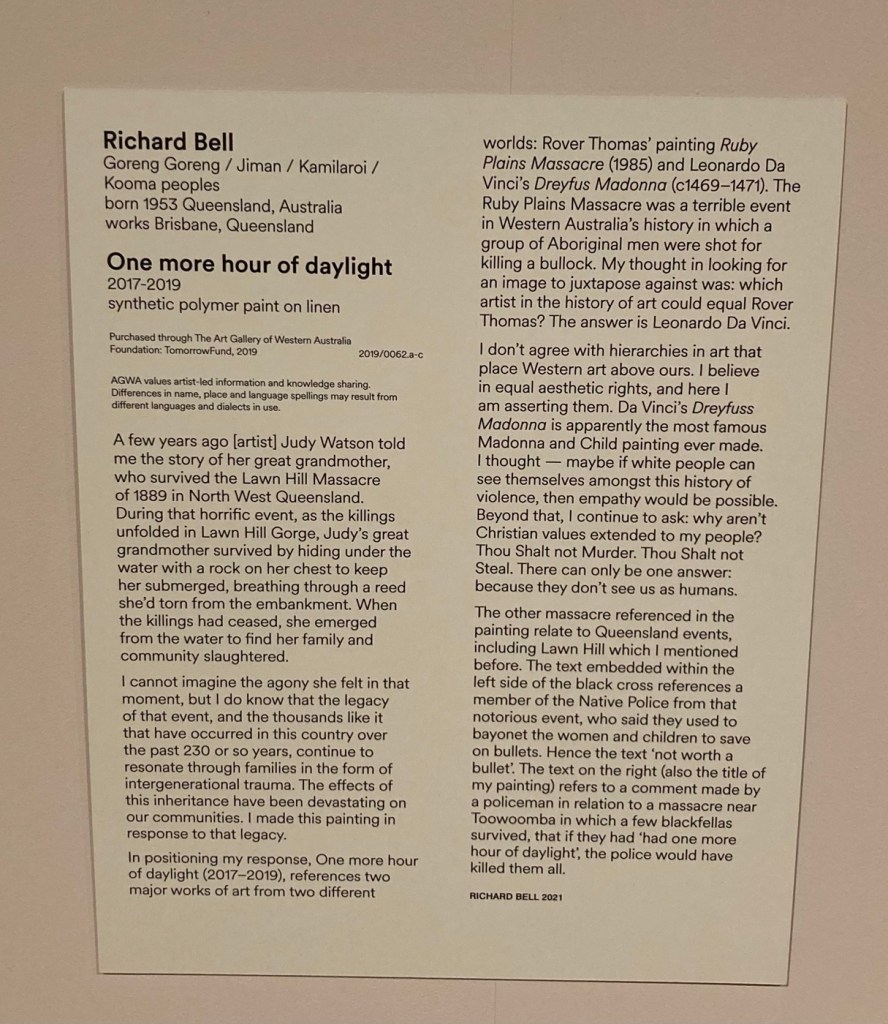 Richard Bell
Goreng Goreng / Jiman / Kamilaroi /
Kooma peoples
born 1953 Queensland, Australia
works Brisbane, Queensland
One more hour of daylight
2017-2019
synthetic polymer paint on linen
Purchased through The Art Gallery of Western Australia
Foundation: TomorrowFund, 2019
2019/0062.a-c
AGWA values artist-led information and knowledge sharing.
Differences in name, place and language spellings may result from
different languages and dialects in use.
A few years ago [artist] Judy Watson told
me the story of her great grandmother,
who survived the Lawn Hill Massacre
of 1889 in North West Queensland.
During that horrific event, as the killings
unfolded in Lawn Hill Gorge, Judy's great
grandmother survived by hiding under the
water with a rock on her chest to keep
her submerged, breathing through a reed
she'd torn from the embankment. When
the killings had ceased, she emerged
from the water to find her family and
community slaughtered.
I cannot imagine the agony she felt in that
moment, but I do know that the legacy
of that event, and the thousands like it
that have occurred in this country over
the past 230 or so years, continue to
resonate through families in the form of
intergenerational trauma. The effects of
this inheritance have been devastating on
our communities. I made this painting in
response to that legacy.
In positioning my response, One more hour
of daylight (2017–2019), references two
major works of art from two different
worlds: Rover Thomas' painting Ruby
Plains Massacre (1985) and Leonardo Da
Vinci's Dreyfus Madonna (c1469–1471). The
Ruby Plains Massacre was a terrible event
in Western Australia's history in which a
group of Aboriginal men were shot for
killing a bullock. My thought in looking for
an image to juxtapose against was: which
artist in the history of art could equal Rover
Thomas? The answer is Leonardo Da Vinci.
I don't agree with hierarchies in art that
place Western art above ours. I believe
in equal aesthetic rights, and here I
am asserting them. Da Vinci's Dreyfuss
Madonna is apparently the most famous
Madonna and Child painting ever made.
I thought — maybe if white people can
see themselves amongst this history of
violence, then empathy would be possible.
Beyond that, I continue to ask: why aren't
Christian values extended to my people?
Thou Shalt not Murder. Thou Shalt not
Steal. There can only be one answer:
because they don't see us as humans.
The other massacre referenced in the
painting relate to Queensland events,
including Lawn Hill which I mentioned
before. The text embedded within the
left side of the black cross references a
member of the Native Police from that
notorious event, who said they used to
bayonet the women and children to save
on bullets. Hence the text 'not worth a
bullet'. The text on the right (also the title of
my painting) refers to a comment made by
a policeman in relation to a massacre near
Toowoomba in which a few blackfellas
survived, that if they had 'had one more
hour of daylight', the police would have
killed them all.
RICHARD BELL 2021